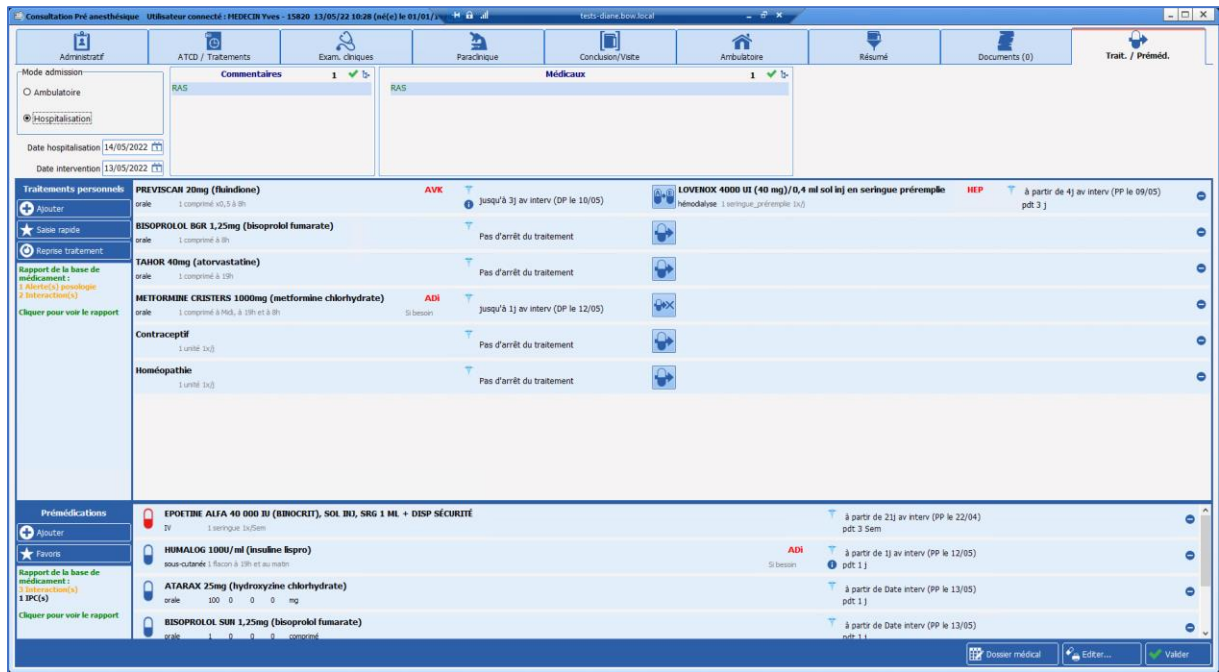 Consultation Pré anesthésique Utilisateur connecté : MEDECIN Yves - 15820 13/05/22 10:28 (né(e) le 01/01/
tests-diane.bow.local
Administratif
ATCD / Traitements
Exam. cliniques
Paraclinique
Conclusion/Visite
Ambulatoire
Résumé
Documents (0)
Trait. / Préméd.
Mode admission
Ambulatoire
Hospitalisation
Date hospitalisation 14/05/2022
Date intervention 13/05/2022
Commentaires 1
RAS
Médicaux 1
RAS
Traitements personnels
Ajouter
Saisie rapide
Reprise traitement
Rapport de la base de
médicament :
1 Alerte(s) posologie
2 Interaction(s)
Cliquer pour voir le rapport
PREVISCAN 20mg (fluindione) AVK
orale 1 comprimé x0,5 à 8h
jusqu'à 3j av interv (DP le 10/05)
LOVENOX 4000 UI (40 mg)/0,4 ml sol inj en seringue préremplie HEP
hémodialyse 1 seringue_préremplie 1x/j
à partir de 4j av interv (PP le 09/05)
pdt 3 j
BISOPROLOL BGR 1,25mg (bisoprolol fumarate)
orale 1 comprimé à 8h
Pas d'arrêt du traitement
TAHOR 40mg (atorvastatine)
orale 1 comprimé à 19h
Pas d'arrêt du traitement
METFORMINE CRISTERS 1000mg (metformine chlorhydrate) ADi
orale 1 comprimé à Midi, à 19h et à 8h Si besoin
jusqu'à 1j av interv (DP le 12/05)
Contraceptif
1 unité 1x/j
Pas d'arrêt du traitement
Homéopathie
1 unité 1x/j
Pas d'arrêt du traitement
Prémédications
Ajouter
Favoris
Rapport de la base de
médicament :
3 Interaction(s)
1 IPC(s)
Cliquer pour voir le rapport
EPOETINE ALFA 40 000 IU (BINOCRIT), SOL INJ, SRG 1 ML + DISP SÉCURITÉ
IV 1 seringue 1x/Sem
à partir de 21j av interv (PP le 22/04)
pdt 3 Sem
HUMALOG 100U/ml (insuline lispro) ADi
sous-cutanée 1 flacon à 19h et au matin Si besoin
à partir de 1j av interv (PP le 12/05)
pdt 1 j
ATARAX 25mg (hydroxyzine chlorhydrate)
orale 100 0 0 0 mg
à partir de Date interv (PP le 13/05)
pdt 1 j
BISOPROLOL SUN 1,25mg (bisoprolol fumarate)
orale 1 0 0 0 comprimé
à partir de Date interv (PP le 13/05)
pdt 1 j
Dossier médical
Editer...
Valider